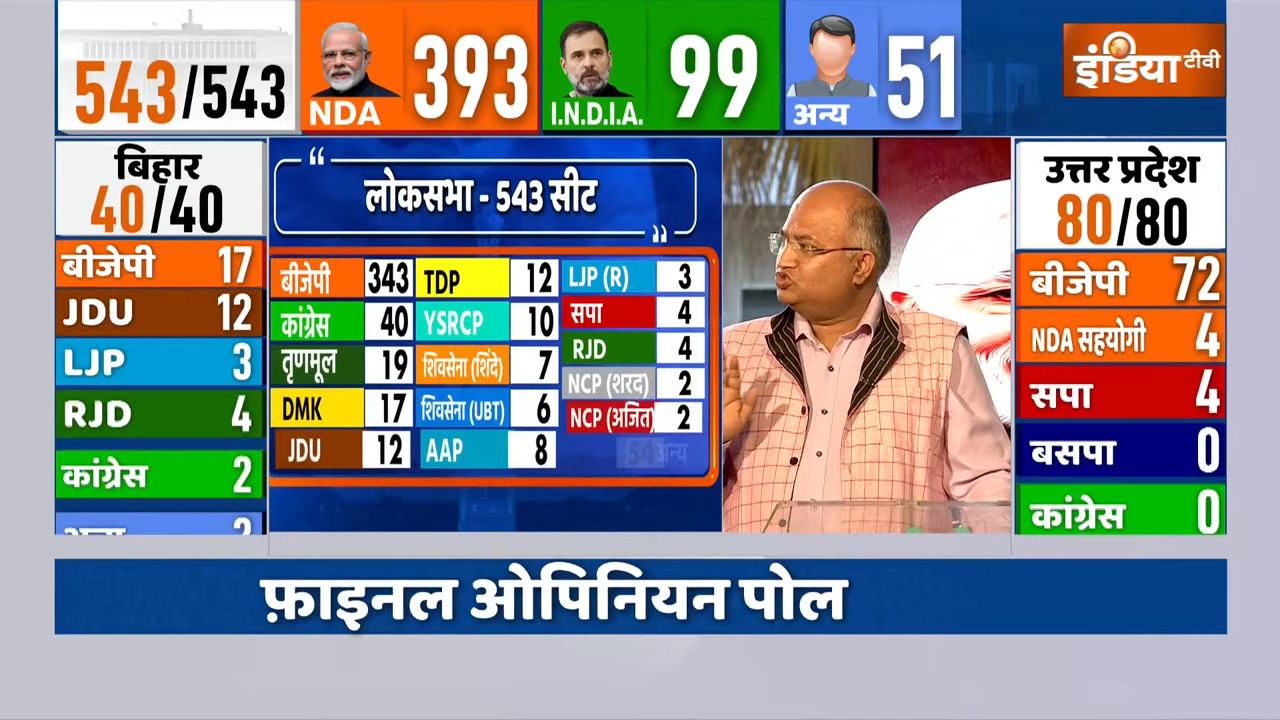 543/543
NDA
393
I.N.D.I.A.
99
अन्य
51
इंडिया टीवी
बिहार
40/40
बीजेपी 17
JDU 12
LJP 3
RJD 4
कांग्रेस 2
अन्य 2
“
लोकसभा - 543 सीट
”
बीजेपी 343
कांग्रेस 40
तृणमूल 19
DMK 17
JDU 12
TDP 12
YSRCP 10
शिवसेना (शिंदे) 7
शिवसेना (UBT) 6
AAP 8
LJP (R) 3
सपा 4
RJD 4
NCP (शरद) 2
NCP (अजित) 2
अन्य
उत्तर प्रदेश
80/80
बीजेपी 72
NDA सहयोगी 4
सपा 4
बसपा 0
कांग्रेस 0
फ़ाइनल ओपिनियन पोल